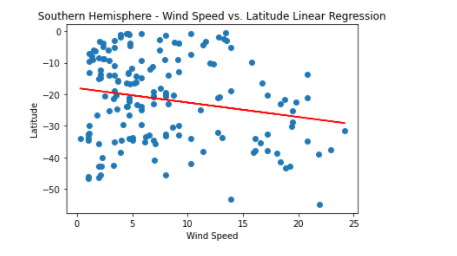 Southern Hemisphere - Wind Speed vs. Latitude Linear Regression
0
−10
−20
−30
−40
−50
Latitude
0 5 10 15 20 25
Wind Speed